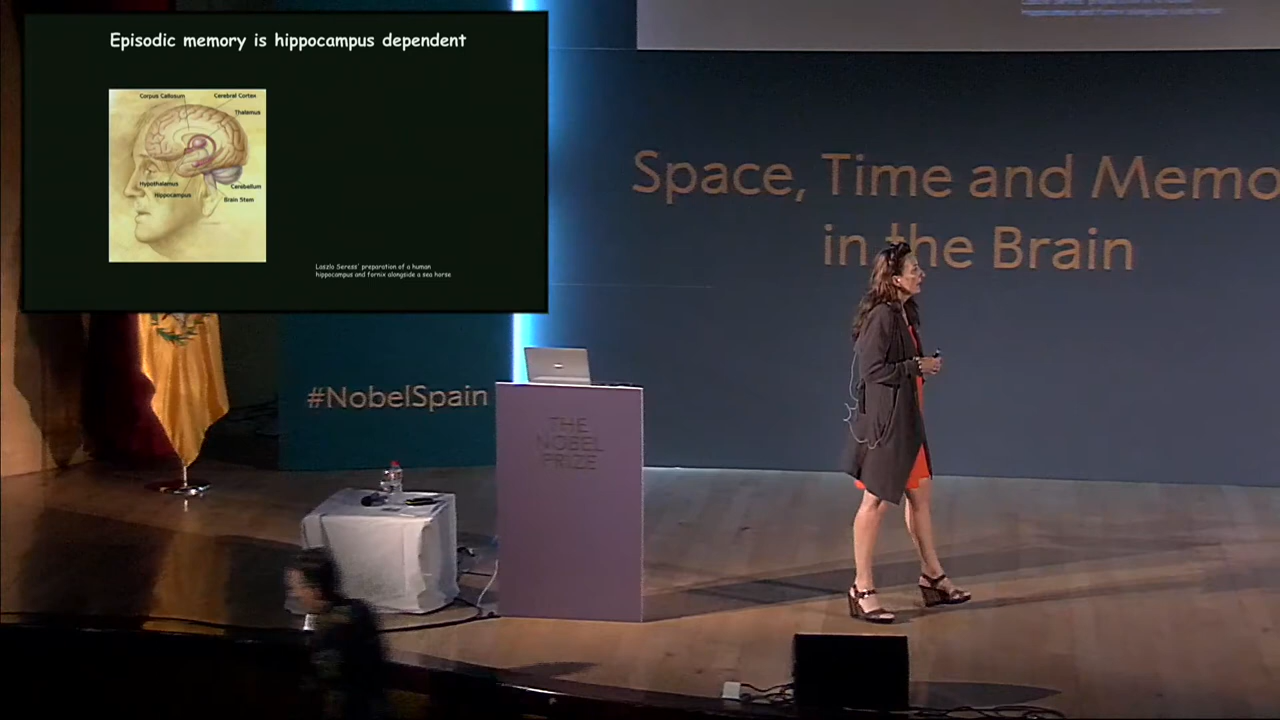 Episodic memory is hippocampus dependent
Corpus Callosum
Cerebral Cortex
Thalamus
Hypothalamus
Hippocampus
Cerebellum
Brain Stem
Laszlo Seress' preparation of a human
hippocampus and fornix alongside a sea horse
Space, Time and Memo
in the Brain
#NobelSpain
THE
NOBEL
PRIZE